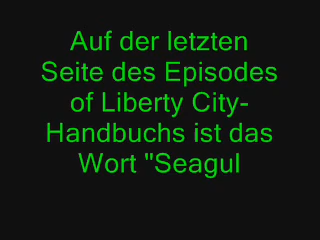 Auf der letzten
Seite des Episodes
of Liberty City-
Handbuchs ist das
Wort "Seagul